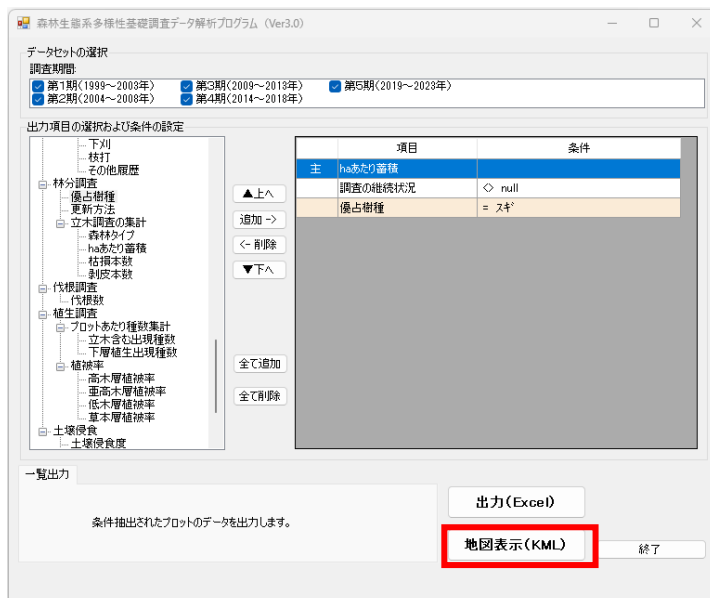 森林生態系多様性基礎調査データ解析プログラム (Ver3.0)
データセットの選択
調査期間:
第1期(1999～2003年) 第3期(2009～2013年) 第5期(2019～2023年)
第2期(2004～2008年) 第4期(2014～2018年)
出力項目の選択および条件の設定
下刈
枝打
その他履歴
林分調査
優占樹種
更新方法
立木調査の集計
森林タイプ
haあたり蓄積
枯損本数
剥皮本数
伐根調査
伐根数
植生調査
プロットあたり種数集計
立木含む出現種数
下層植生出現種数
植被率
高木層植被率
亜高木層植被率
低木層植被率
草本層植被率
土壌侵食
土壌侵食度
▲上へ
追加 ->
<- 削除
▼下へ
全て追加
全て削除
項目 条件
主 haあたり蓄積
調査の継続状況 <> null
優占樹種 = スギ
一覧出力
条件抽出されたプロットのデータを出力します。
出力(Excel)
地図表示(KML)
終了